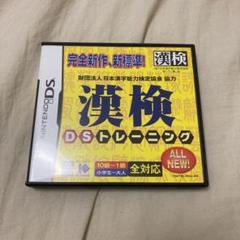 NINTENDO DS
完全新作、新標準!
漢検
財団法人 日本漢字能力検定協会 協力
漢検
DSトレーニング
10級~1級
小学生~大人
全対応
ALL
NEW!